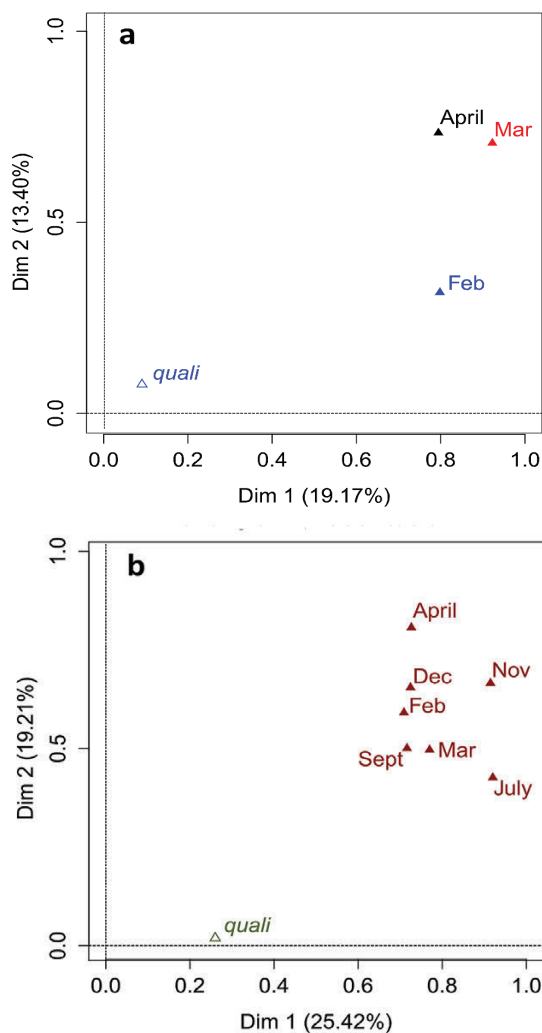 a
1.0
April
Mar
Dim 2 (13.40%)
0.5
Feb
quali
0.0
0.0 0.2 0.4 0.6 0.8 1.0
Dim 1 (19.17%)
b
1.0
April
Dec
Nov
Feb
Dim 2 (19.21%)
0.5
Sept
Mar
July
quali
0.0
0.0 0.2 0.4 0.6 0.8 1.0
Dim 1 (25.42%)